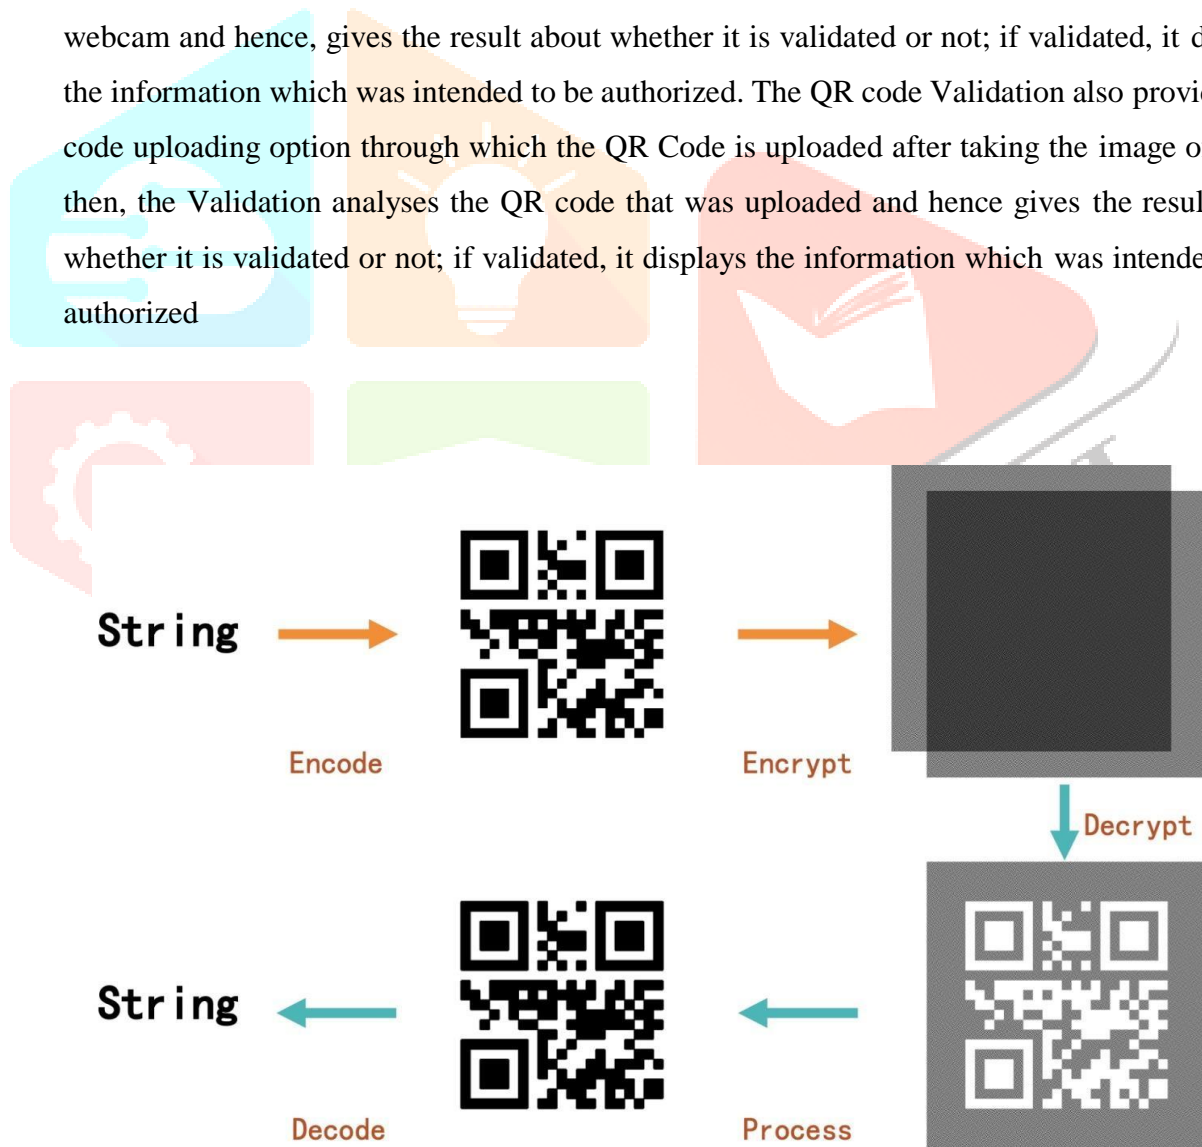 webcam and hence, gives the result about whether it is validated or not; if validated, it
the information which was intended to be authorized. The QR code Validation also
code uploading option through which the QR Code is uploaded after taking the image
then, the Validation analyses the QR code that was uploaded and hence gives the
whether it is validated or not; if validated, it displays the information which was
authorized
String
Encode
Encrypt
Decrypt
String
Decode
Process